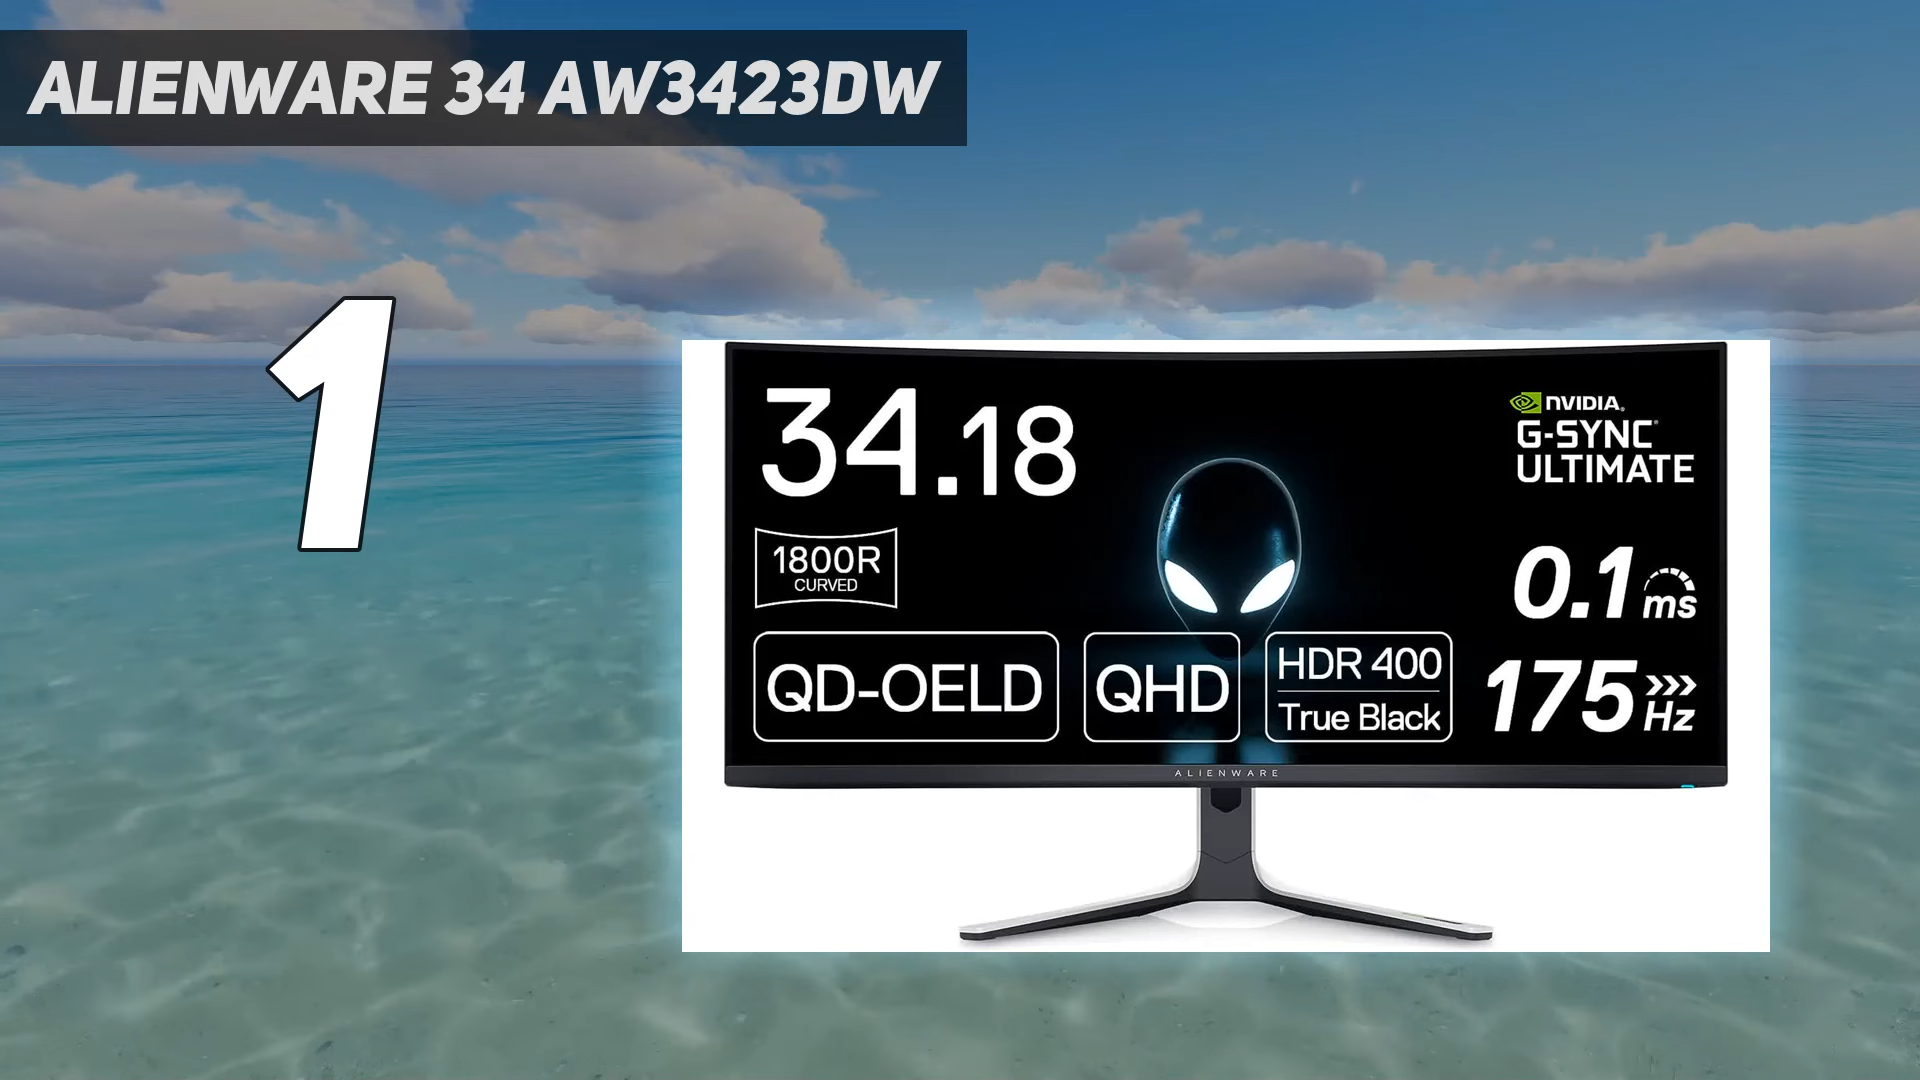 ALIENWARE 34 AW3423DW
1
34.18
NVIDIA.
G-SYNC
ULTIMATE
1800R
CURVED
0.1 ms
QD-OELD
QHD
HDR 400
True Black
175 Hz
ALIENWARE